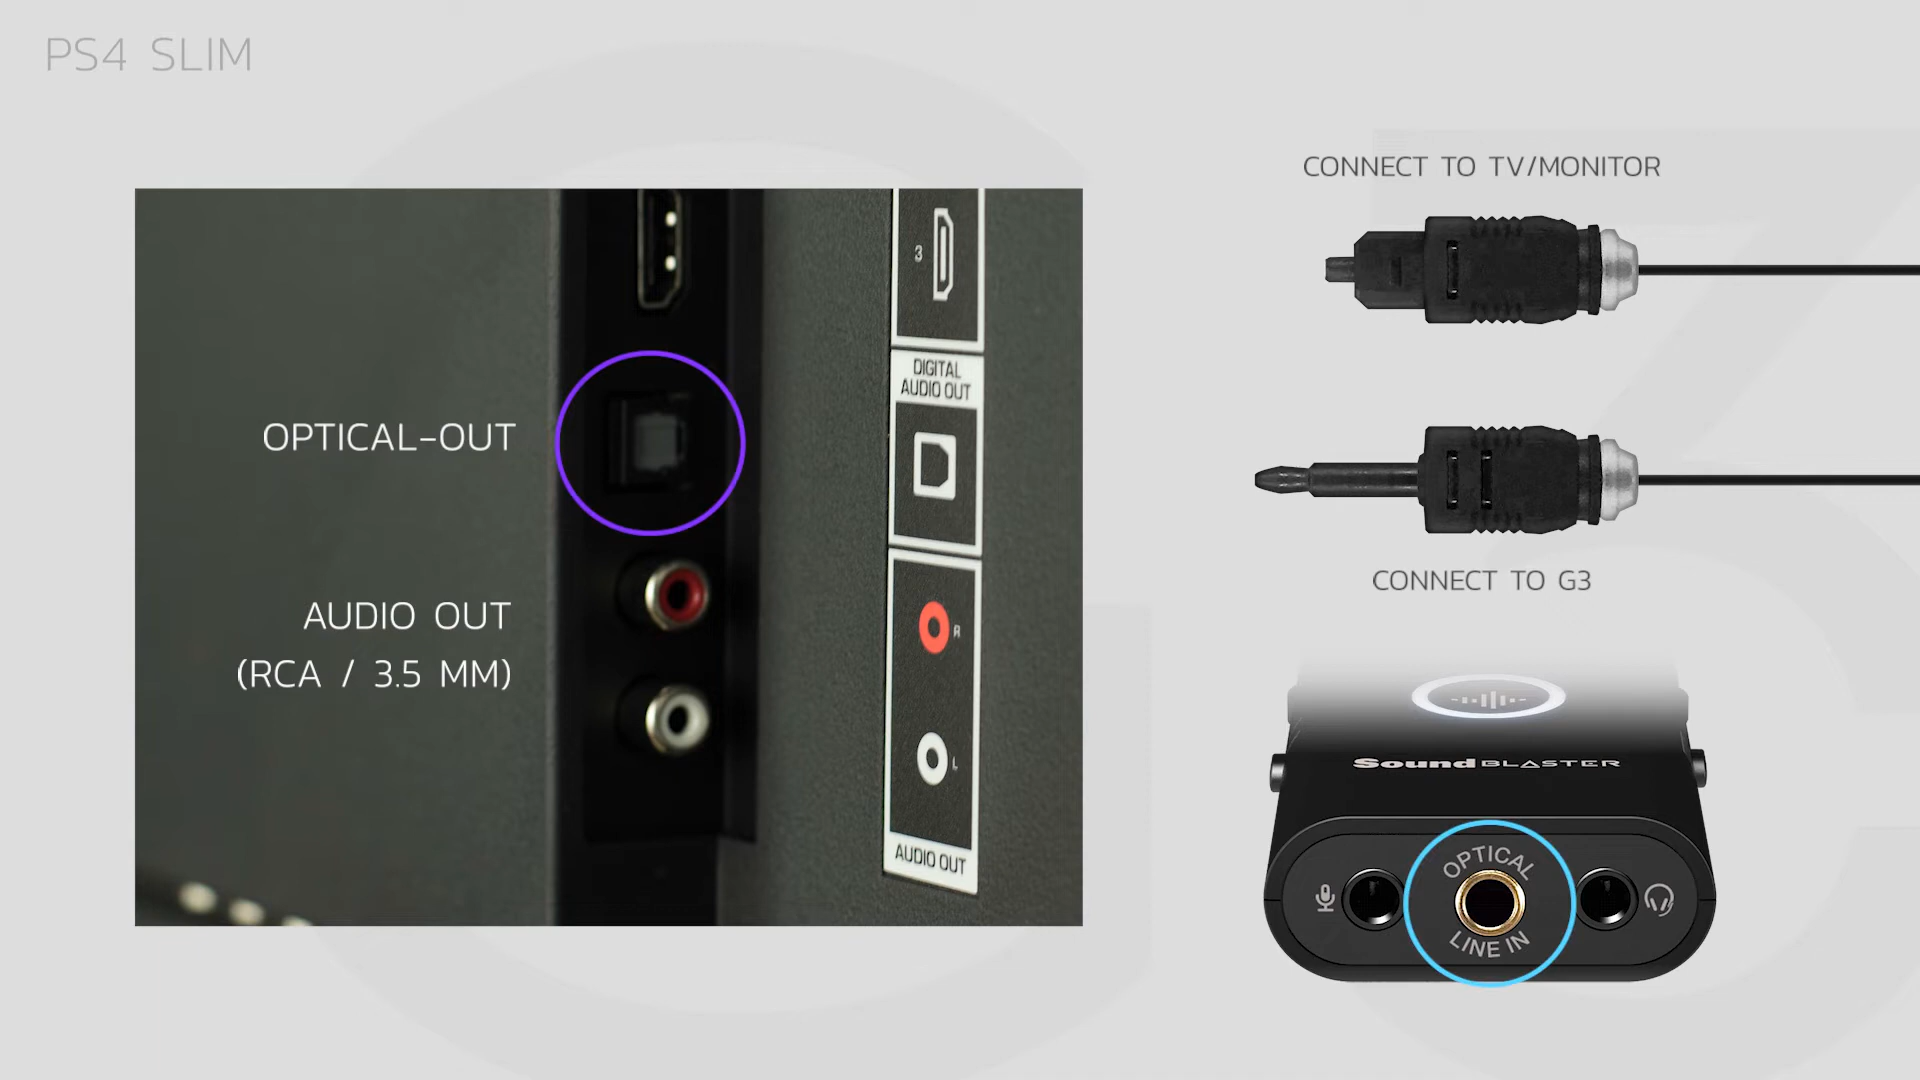 PS4 SLIM
OPTICAL-OUT
AUDIO OUT
(RCA / 3.5 MM)
3
DIGITAL
AUDIO OUT
R
L
AUDIO OUT
CONNECT TO TV/MONITOR
CONNECT TO G3
Sound BLASTER
OPTICAL
LINE IN